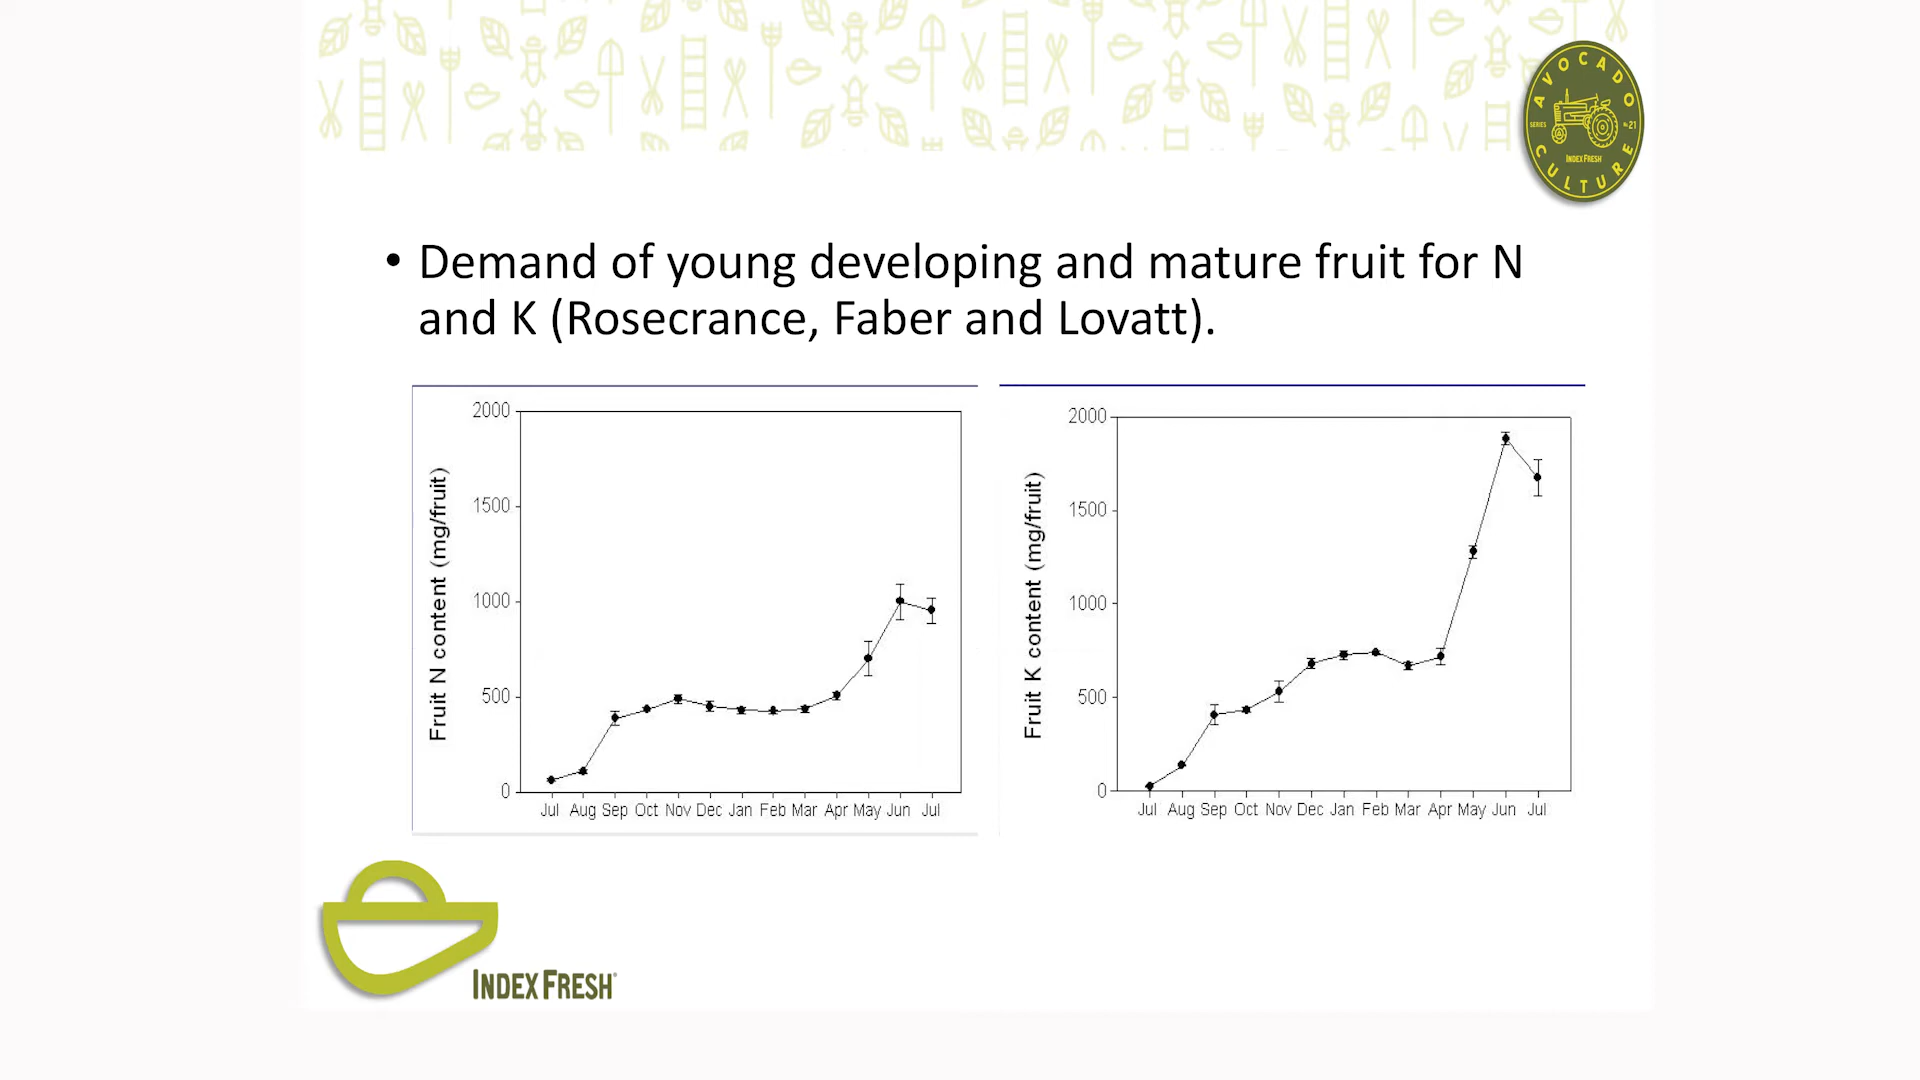 AVOCADO
SERIES
№21
INDEX FRESH
CULTURE
• Demand of young developing and mature fruit for N
and K (Rosecrance, Faber and Lovatt).
Fruit N content (mg/fruit)
2000
1500
1000
500
0
Jul Aug Sep Oct Nov Dec Jan Feb Mar Apr May Jun Jul
Fruit K content (mg/fruit)
2000
1500
1000
500
0
Jul Aug Sep Oct Nov Dec Jan Feb Mar Apr May Jun Jul
INDEX FRESH®